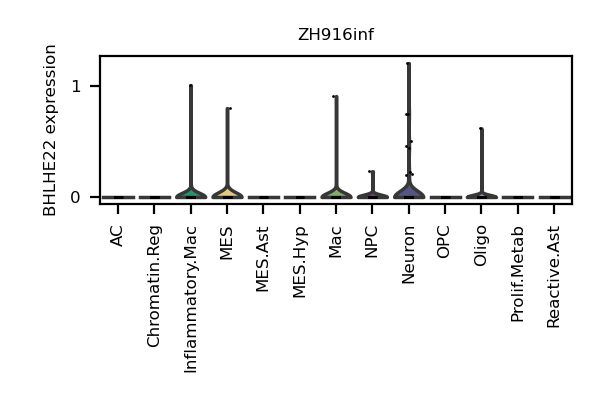 ZH916inf
BHLHE22 expression
1
0
AC
Chromatin.Reg
Inflammatory.Mac
MES
MES.Ast
MES.Hyp
Mac
NPC
Neuron
OPC
Oligo
Prolif.Metab
Reactive.Ast